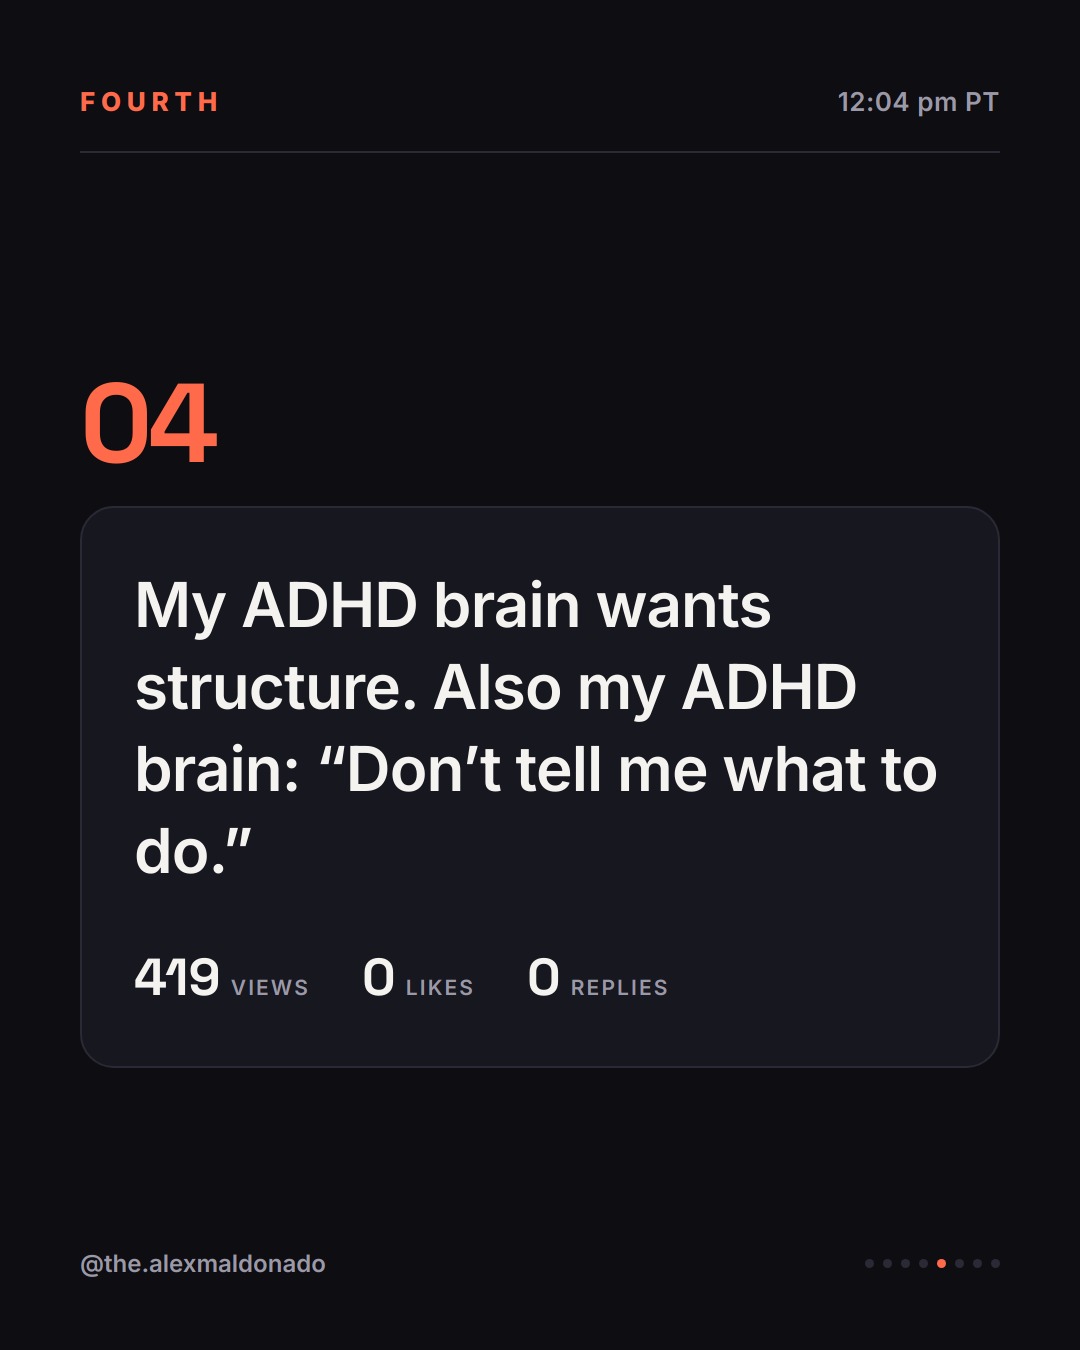 FOURTH
12:04 pm PT
04
My ADHD brain wants
structure. Also my ADHD
brain: “Don’t tell me what to
do.”
419 VIEWS 0 LIKES 0 REPLIES
@the.alexmaldonado